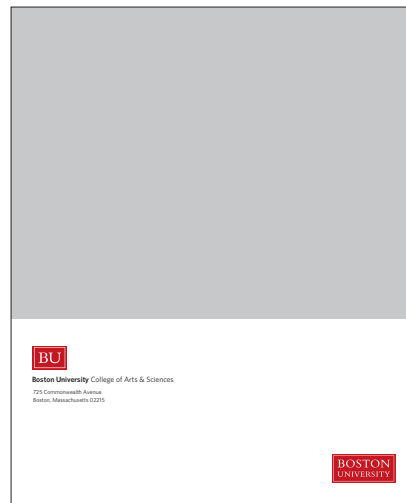 BU
Boston University College of Arts & Sciences
725 Commonwealth Avenue
Boston, Massachusetts 02215
BOSTON
UNIVERSITY